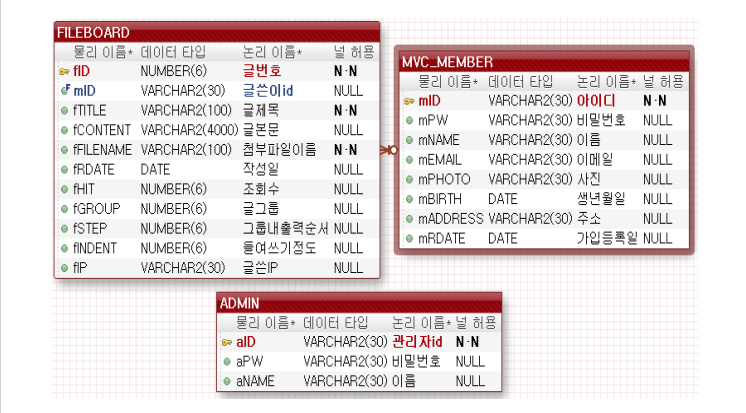 FILEBOARD
물리 이름* 데이터 타입 논리 이름* 널 허용
fID NUMBER(6) 글번호 N·N
mID VARCHAR2(30) 글쓴이id NULL
fTITLE VARCHAR2(100) 글제목 N·N
fCONTENT VARCHAR2(4000) 글본문 NULL
fFILENAME VARCHAR2(100) 첨부파일이름 N·N
fRDATE DATE 작성일 NULL
fHIT NUMBER(6) 조회수 NULL
fGROUP NUMBER(6) 글그룹 NULL
fSTEP NUMBER(6) 그룹내출력순서 NULL
fINDENT NUMBER(6) 들여쓰기정도 NULL
fIP VARCHAR2(30) 글쓴IP NULL
MVC_MEMBER
물리 이름* 데이터 타입 논리 이름* 널 허용
mID VARCHAR2(30) 아이디 N·N
mPW VARCHAR2(30) 비밀번호 NULL
mNAME VARCHAR2(30) 이름 NULL
mEMAIL VARCHAR2(30) 이메일 NULL
mPHOTO VARCHAR2(30) 사진 NULL
mBIRTH DATE 생년월일 NULL
mADDRESS VARCHAR2(30) 주소 NULL
mRDATE DATE 가입등록일 NULL
ADMIN
물리 이름* 데이터 타입 논리 이름* 널 허용
aID VARCHAR2(30) 관리자id N·N
aPW VARCHAR2(30) 비밀번호 NULL
aNAME VARCHAR2(30) 이름 NULL